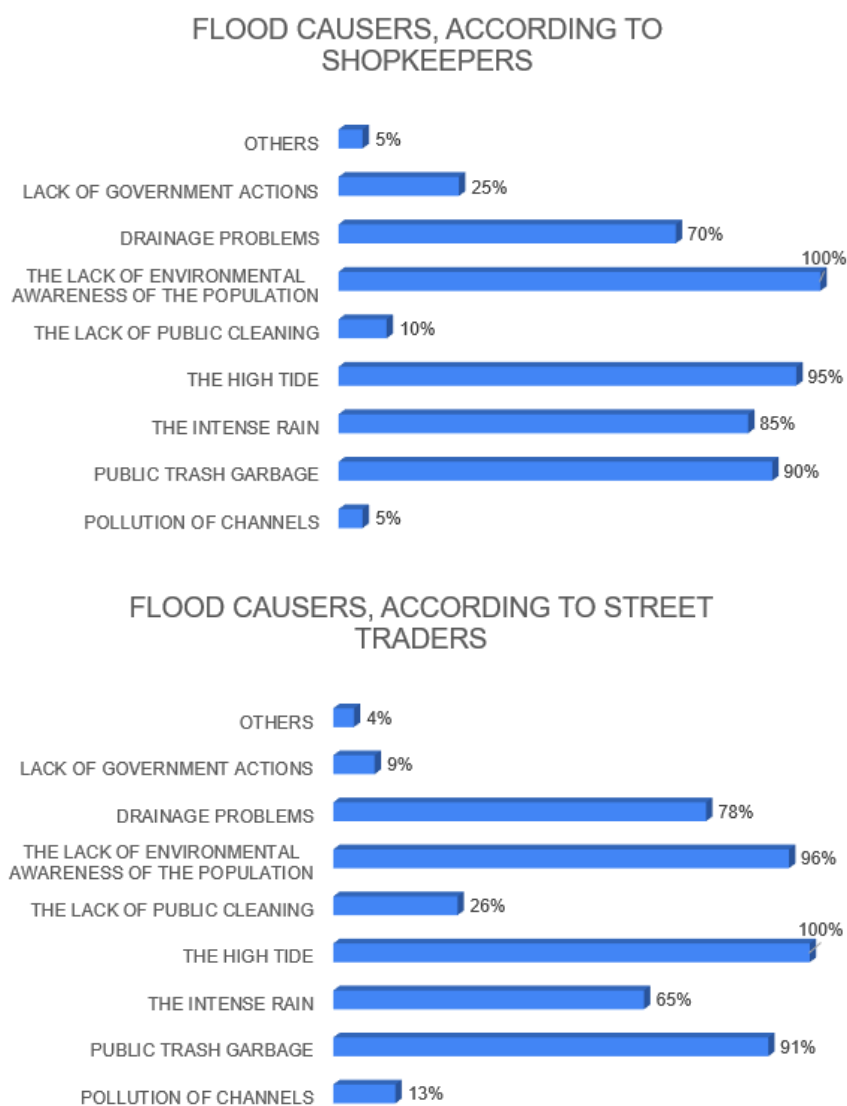 FLOOD CAUSERS, ACCORDING TO
SHOPKEEPERS
OTHERS 5%
LACK OF GOVERNMENT ACTIONS 25%
DRAINAGE PROBLEMS 70%
THE LACK OF ENVIRONMENTAL
AWARENESS OF THE POPULATION 100%
THE LACK OF PUBLIC CLEANING 10%
THE HIGH TIDE 95%
THE INTENSE RAIN 85%
PUBLIC TRASH GARBAGE 90%
POLLUTION OF CHANNELS 5%
FLOOD CAUSERS, ACCORDING TO STREET
TRADERS
OTHERS 4%
LACK OF GOVERNMENT ACTIONS 9%
DRAINAGE PROBLEMS 78%
THE LACK OF ENVIRONMENTAL
AWARENESS OF THE POPULATION 96%
THE LACK OF PUBLIC CLEANING 26%
THE HIGH TIDE 100%
THE INTENSE RAIN 65%
PUBLIC TRASH GARBAGE 91%
POLLUTION OF CHANNELS 13%